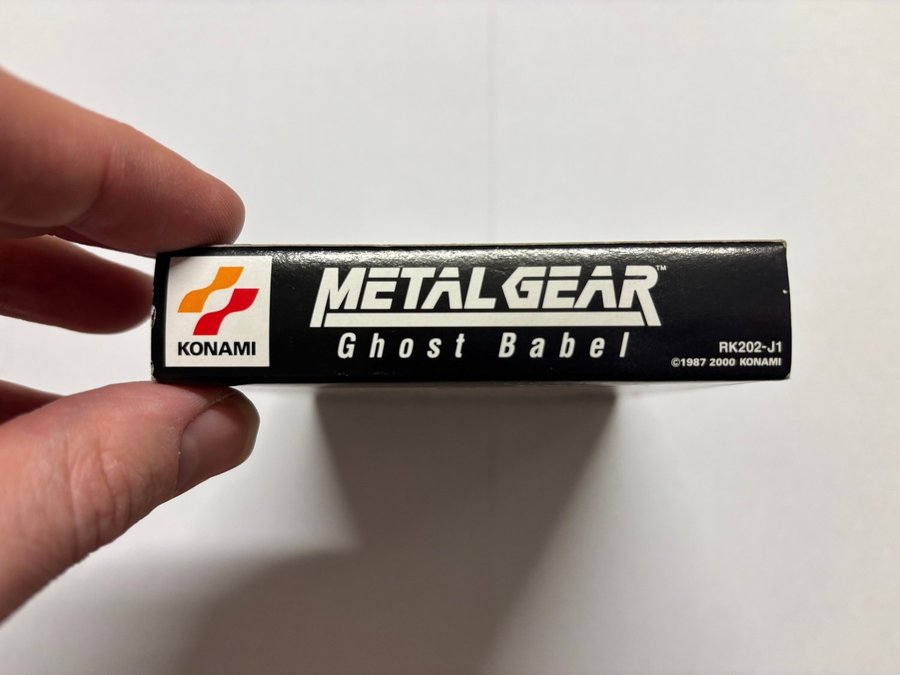 KONAMI
METAL GEAR™
Ghost Babel
RK202-J1
©1987 2000 KONAMI